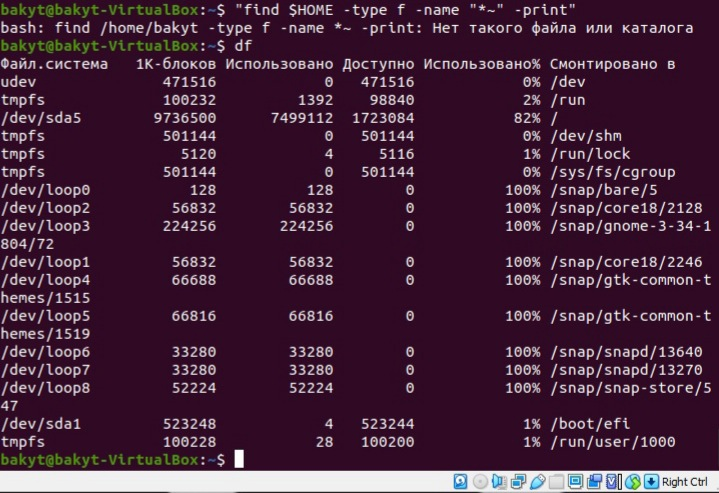 bakyt@bakyt-VirtualBox:~$ "find $HOME -type f -name "*~" -print"
bash: find /home/bakyt -type f -name *~ -print: Нет такого файла или каталога
bakyt@bakyt-VirtualBox:~$ df
Файл.система   1K-блоков Использовано Доступно Использовано% Смонтировано в
udev              471516            0   471516            0% /dev
tmpfs             100232         1392    98840            2% /run
/dev/sda5        9736500      7499112  1723084           82% /
tmpfs             501144            0   501144            0% /dev/shm
tmpfs               5120            4     5116            1% /run/lock
tmpfs             501144            0   501144            0% /sys/fs/cgroup
/dev/loop0           128          128        0          100% /snap/bare/5
/dev/loop2         56832        56832        0          100% /snap/core18/2128
/dev/loop3        224256       224256        0          100% /snap/gnome-3-34-1
804/72
/dev/loop1         56832        56832        0          100% /snap/core18/2246
/dev/loop4         66688        66688        0          100% /snap/gtk-common-t
hemes/1515
/dev/loop5         66816        66816        0          100% /snap/gtk-common-t
hemes/1519
/dev/loop6         33280        33280        0          100% /snap/snapd/13640
/dev/loop7         33280        33280        0          100% /snap/snapd/13270
/dev/loop8         52224        52224        0          100% /snap/snap-store/5
47
/dev/sda1         523248            4   523244            1% /boot/efi
tmpfs             100228           28   100200            1% /run/user/1000
bakyt@bakyt-VirtualBox:~$
Right Ctrl